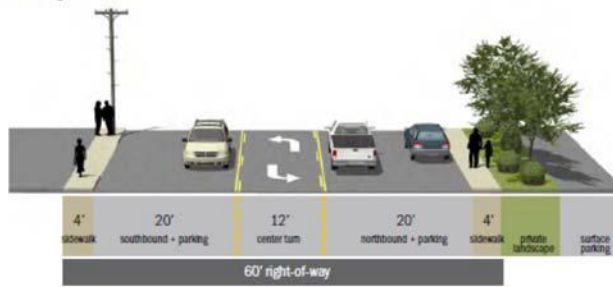 4' 20' 12' 20' 4'
sidewalk southbound + parking center turn northbound + parking sidewalk private landscape surface parking
60' right-of-way